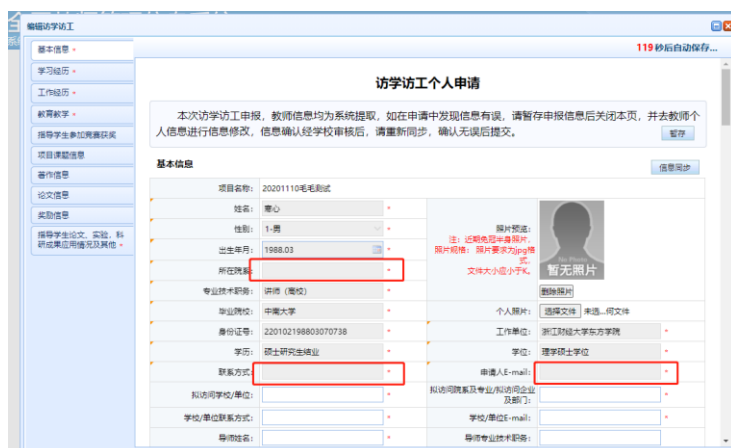 编辑访学访工
119 秒后自动保存...
基本信息 *
学习经历 *
工作经历 *
教育教学 *
指导学生参加竞赛获奖
项目课题信息
著作信息
论文信息
奖励信息
指导学生论文、实验、科
研成果应用情况及其他 *
访学访工个人申请
本次访学访工申报，教师信息均为系统提取，如在申请中发现信息有误，请暂存申报信息后关闭本页，并去教师个
人信息进行信息修改，信息确认经学校审核后，请重新同步，确认无误后提交。
暂存
基本信息
信息同步
项目名称： 20201110毛毛测试
姓名： 寒心 *
性别： 1-男 *
出生年月： 1988.03 *
所在院系： *
照片预览：
注：近期免冠半身照片，
照片规格：照片要求为jpg格
式，
文件大小应小于K。
No Photo
暂无照片
专业技术职务： 讲师（高校） *
删除照片
毕业院校： 中南大学 *
个人照片： 选择文件 未选...何文件
身份证号： 220102198803070738 *
工作单位： 浙江财经大学东方学院 *
学历： 硕士研究生结业 *
学位： 理学硕士学位 *
联系方式： *
申请人E-mail： *
拟访问学校/单位： *
拟访问院系及专业/拟访问企业
及部门： *
学校/单位联系方式： *
学校/单位E-mail： *
导师姓名： *
导师专业技术职务： *